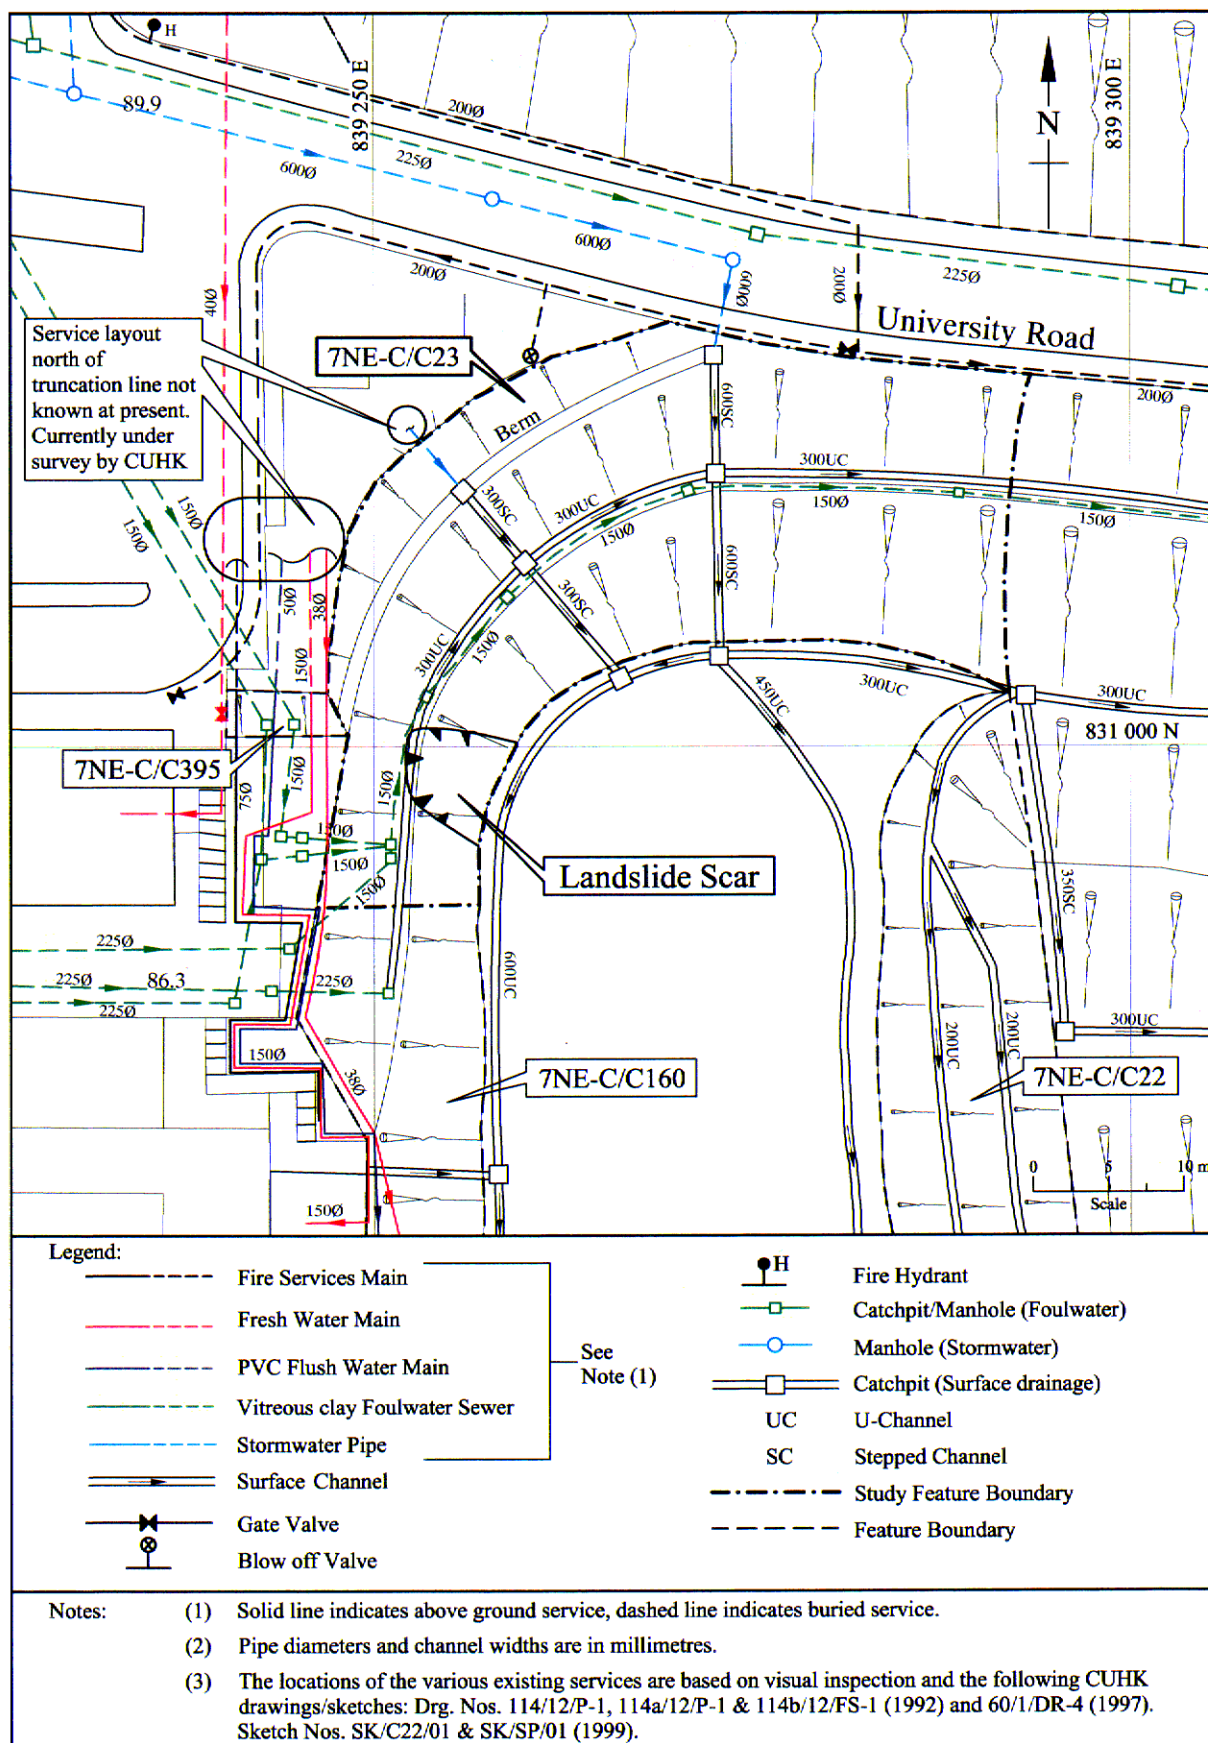 H
839 250 E
839 300 E
N
89.9
200Ø
225Ø
600Ø
600Ø
600Ø
200Ø
225Ø
200Ø
University Road
200Ø
40Ø
Service layout
north of
truncation line not
known at present.
Currently under
survey by CUHK
7NE-C/C23
Berm
600SC
300UC
300SC
300UC
150Ø
150Ø
150Ø
150Ø
150Ø
600SC
300SC
50Ø
38Ø
300UC
150Ø
150Ø
450UC
300UC
300UC
831 000 N
7NE-C/C395
75Ø
150Ø
150Ø
150Ø
150Ø
150Ø
Landslide Scar
350SC
225Ø
225Ø
86.3
225Ø
225Ø
600UC
300UC
200UC
200UC
150Ø
38Ø
7NE-C/C160
7NE-C/C22
0 5 10 m
Scale
150Ø
Legend:
Fire Services Main
Fresh Water Main
PVC Flush Water Main
Vitreous clay Foulwater Sewer
Stormwater Pipe
See
Note (1)
Surface Channel
Gate Valve
Blow off Valve
H Fire Hydrant
Catchpit/Manhole (Foulwater)
Manhole (Stormwater)
Catchpit (Surface drainage)
UC U-Channel
SC Stepped Channel
Study Feature Boundary
Feature Boundary
Notes: (1) Solid line indicates above ground service, dashed line indicates buried service.
(2) Pipe diameters and channel widths are in millimetres.
(3) The locations of the various existing services are based on visual inspection and the following CUHK
drawings/sketches: Drg. Nos. 114/12/P-1, 114a/12/P-1 & 114b/12/FS-1 (1992) and 60/1/DR-4 (1997).
Sketch Nos. SK/C22/01 & SK/SP/01 (1999).